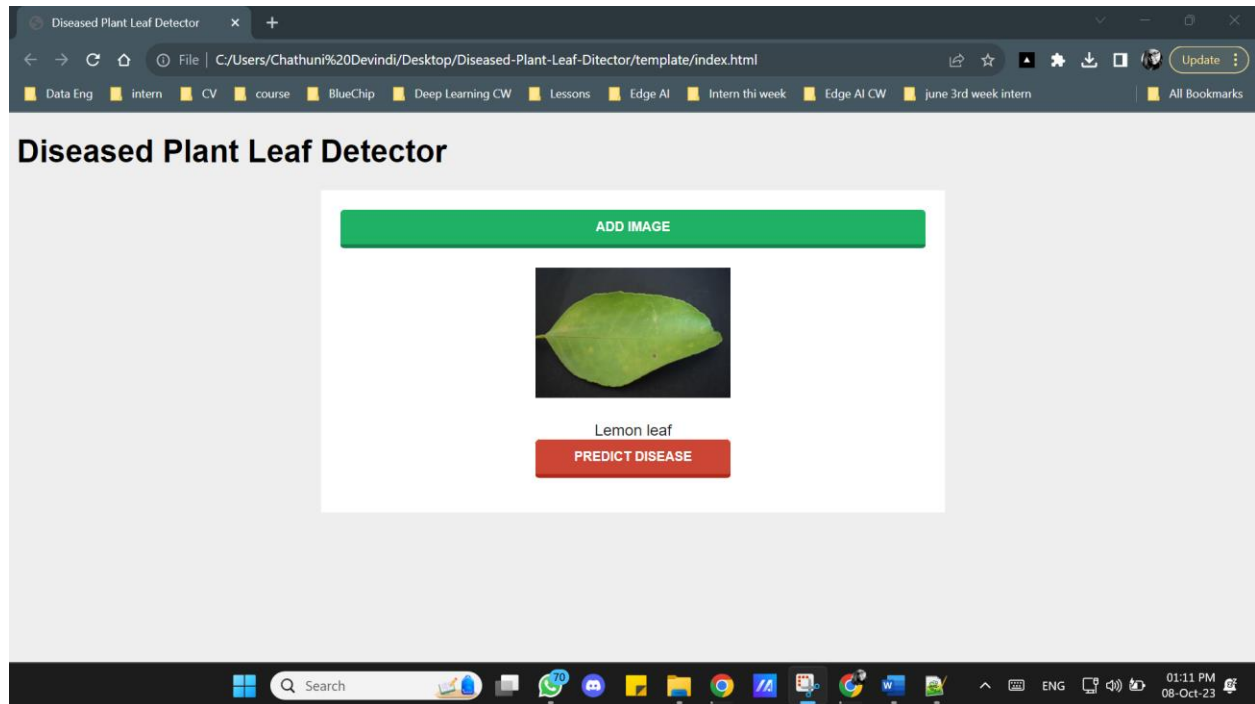 Diseased Plant Leaf Detector
File | C:/Users/Chathuni%20Devindi/Desktop/Diseased-Plant-Leaf-Ditector/template/index.html
Update
Data Eng intern CV course BlueChip Deep Learning CW Lessons Edge AI Intern thi week Edge AI CW june 3rd week intern All Bookmarks
Diseased Plant Leaf Detector
ADD IMAGE
Lemon leaf
PREDICT DISEASE
Search 70 ENG 01:11 PM
08-Oct-23